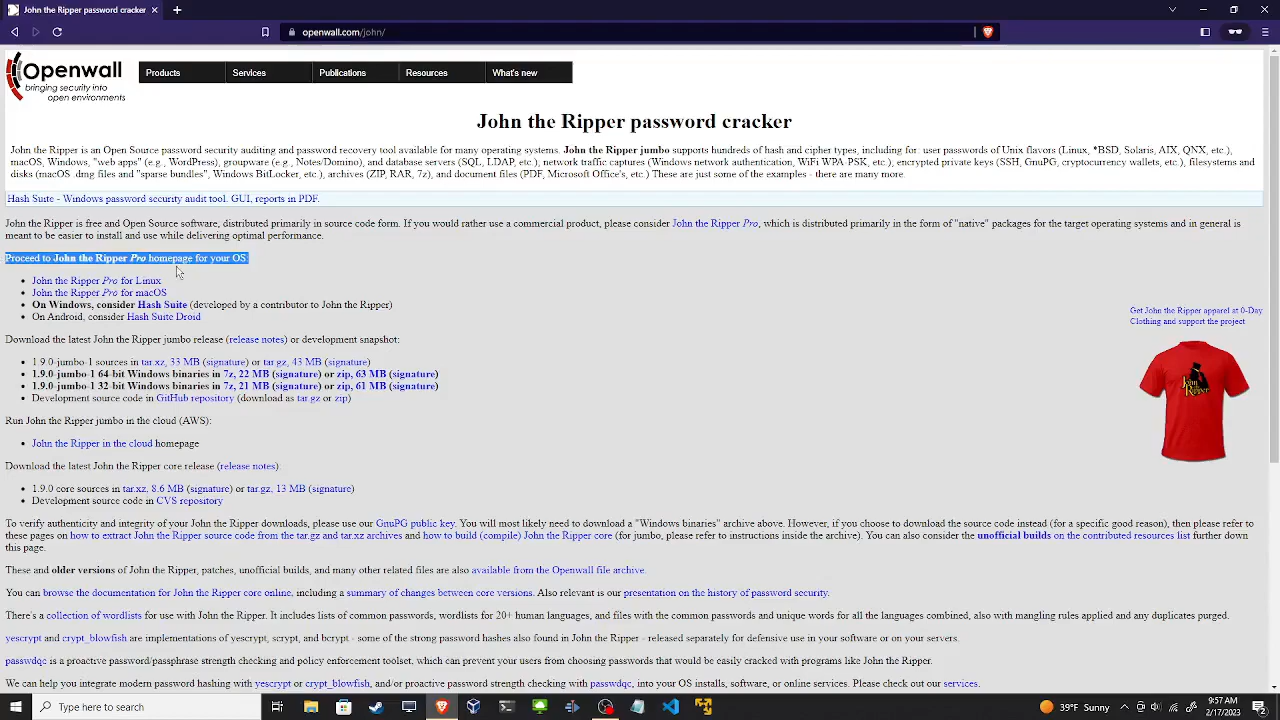 John the Ripper password cracker
openwall.com/john/
Openwall
bringing security into
open environments
Products
Services
Publications
Resources
What's new
John the Ripper password cracker
John the Ripper is an Open Source password security auditing and password recovery tool available for many operating systems. John the Ripper jumbo supports hundreds of hash and cipher types, including for: user passwords of Unix flavors (Linux, *BSD, Solaris, AIX, QNX, etc.),
macOS, Windows, "web apps" (e.g., WordPress), groupware (e.g., Notes/Domino), and database servers (SQL, LDAP, etc.), network traffic captures (Windows network authentication, WiFi WPA-PSK, etc.), encrypted private keys (SSH, GnuPG, cryptocurrency wallets, etc.), filesystems and
disks (macOS .dmg files and "sparse bundles", Windows BitLocker, etc.), archives (ZIP, RAR, 7z), and document files (PDF, Microsoft Office's, etc.) These are just some of the examples - there are many more.
Hash Suite - Windows password security audit tool. GUI, reports in PDF.
John the Ripper is free and Open Source software, distributed primarily in source code form. If you would rather use a commercial product, please consider John the Ripper Pro, which is distributed primarily in the form of "native" packages for the target operating systems and in general is
meant to be easier to install and use while delivering optimal performance.
Proceed to John the Ripper Pro homepage for your OS:
John the Ripper Pro for Linux
John the Ripper Pro for macOS
On Windows, consider Hash Suite (developed by a contributor to John the Ripper)
On Android, consider Hash Suite Droid
Get John the Ripper apparel at 0-Day
Clothing and support the project
Download the latest John the Ripper jumbo release (release notes) or development snapshot:
1.9.0-jumbo-1 sources in tar.xz, 33 MB (signature) or tar.gz, 43 MB (signature)
1.9.0-jumbo-1 64-bit Windows binaries in 7z, 22 MB (signature) or zip, 63 MB (signature)
1.9.0-jumbo-1 32-bit Windows binaries in 7z, 21 MB (signature) or zip, 61 MB (signature)
Development source code in GitHub repository (download as tar.gz or zip)
John
the
Ripper
Run John the Ripper jumbo in the cloud (AWS):
John the Ripper in the cloud homepage
Download the latest John the Ripper core release (release notes):
1.9.0 core sources in tar.xz, 8.6 MB (signature) or tar.gz, 13 MB (signature)
Development source code in CVS repository
To verify authenticity and integrity of your John the Ripper downloads, please use our GnuPG public key. You will most likely need to download a "Windows binaries" archive above. However, if you choose to download the source code instead (for a specific good reason), then please refer to
these pages on how to extract John the Ripper source code from the tar.gz and tar.xz archives and how to build (compile) John the Ripper core (for jumbo, please refer to instructions inside the archive). You can also consider the unofficial builds on the contributed resources list further down
this page.
These and older versions of John the Ripper, patches, unofficial builds, and many other related files are also available from the Openwall file archive.
You can browse the documentation for John the Ripper core online, including a summary of changes between core versions. Also relevant is our presentation on the history of password security.
There's a collection of wordlists for use with John the Ripper. It includes lists of common passwords, wordlists for 20+ human languages, and files with the common passwords and unique words for all the languages combined, also with mangling rules applied and any duplicates purged.
yescrypt and crypt_blowfish are implementations of yescrypt, scrypt, and bcrypt - some of the strong password hashes also found in John the Ripper - released separately for defensive use in your software or on your servers.
passwdqc is a proactive password/passphrase strength checking and policy enforcement toolset, which can prevent your users from choosing passwords that would be easily cracked with programs like John the Ripper.
We can help you integrate modern password hashing with yescrypt or crypt_blowfish, and/or proactive password strength checking with passwdqc, into your OS installs, software, or online services. Please check out our services.
Type here to search
39°F Sunny
9:57 AM
2/17/2023